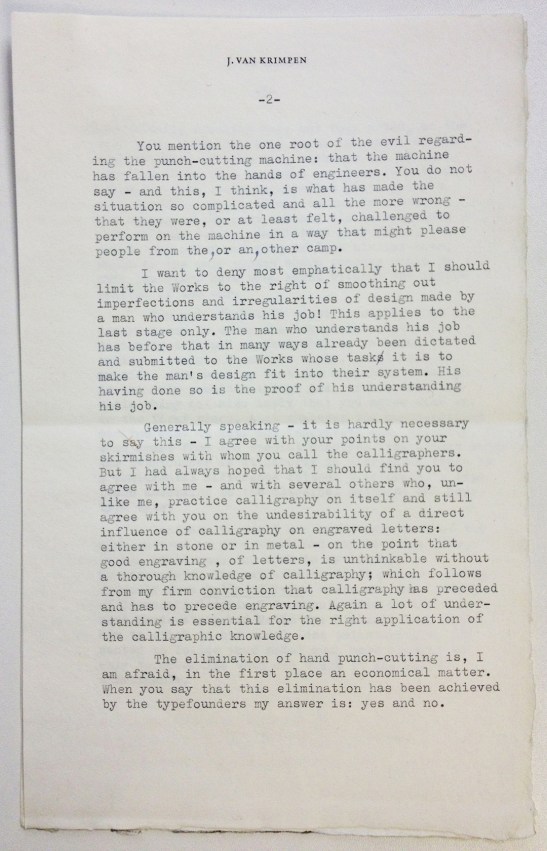 J. VAN KRIMPEN
-2-
You mention the one root of the evil regard-
ing the punch-cutting machine: that the machine
has fallen into the hands of engineers. You do not
say - and this, I think, is what has made the
situation so complicated and all the more wrong -
that they were, or at least felt, challenged to
perform on the machine in a way that might please
people from the, or an, other camp.
I want to deny most emphatically that I should
limit the Works to the right of smoothing out
imperfections and irregularities of design made by
a man who understands his job! This applies to the
last stage only. The man who understands his job
has before that in many ways already been dictated
and submitted to the Works whose task it is to
make the man's design fit into their system. His
having done so is the proof of his understanding
his job.
Generally speaking - it is hardly necessary
to say this - I agree with your points on your
skirmishes with whom you call the calligraphers.
But I had always hoped that I should find you to
agree with me - and with several others who, un-
like me, practice calligraphy on itself and still
agree with you on the undesirability of a direct
influence of calligraphy on engraved letters:
either in stone or in metal - on the point that
good engraving , of letters, is unthinkable without
a thorough knowledge of calligraphy; which follows
from my firm conviction that calligraphy has preceded
and has to precede engraving. Again a lot of under-
standing is essential for the right application of
the calligraphic knowledge.
The elimination of hand punch-cutting is, I
am afraid, in the first place an economical matter.
When you say that this elimination has been achieved
by the typefounders my answer is: yes and no.